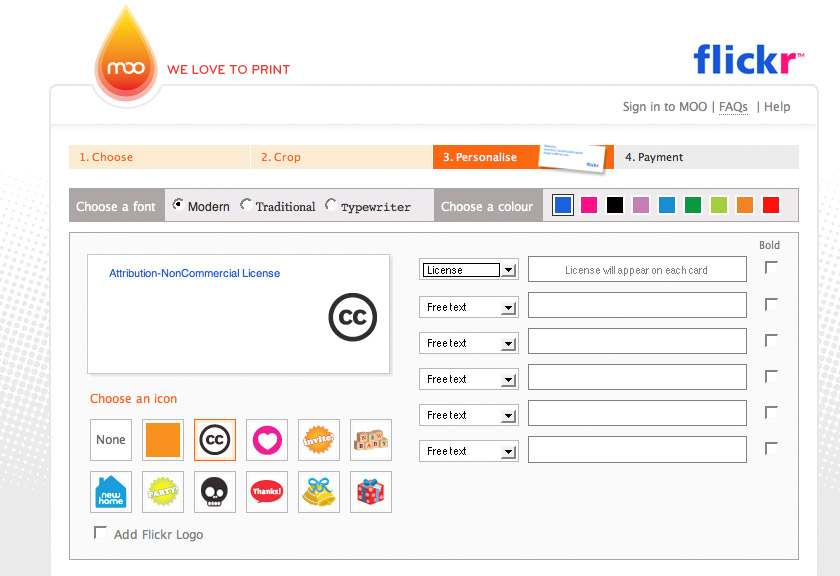 moo
WE LOVE TO PRINT
flickr™
Sign in to MOO | FAQs | Help
1. Choose
2. Crop
3. Personalise
flickr
4. Payment
Choose a font
Modern
Traditional
Typewriter
Choose a colour
Bold
Attribution-NonCommercial License
CC
License
License will appear on each card
Free text
Free text
Free text
Free text
Free text
Choose an icon
None
CC
Invite!
NEW BABY
new home
PARTY!
Thanks!
Add Flickr Logo